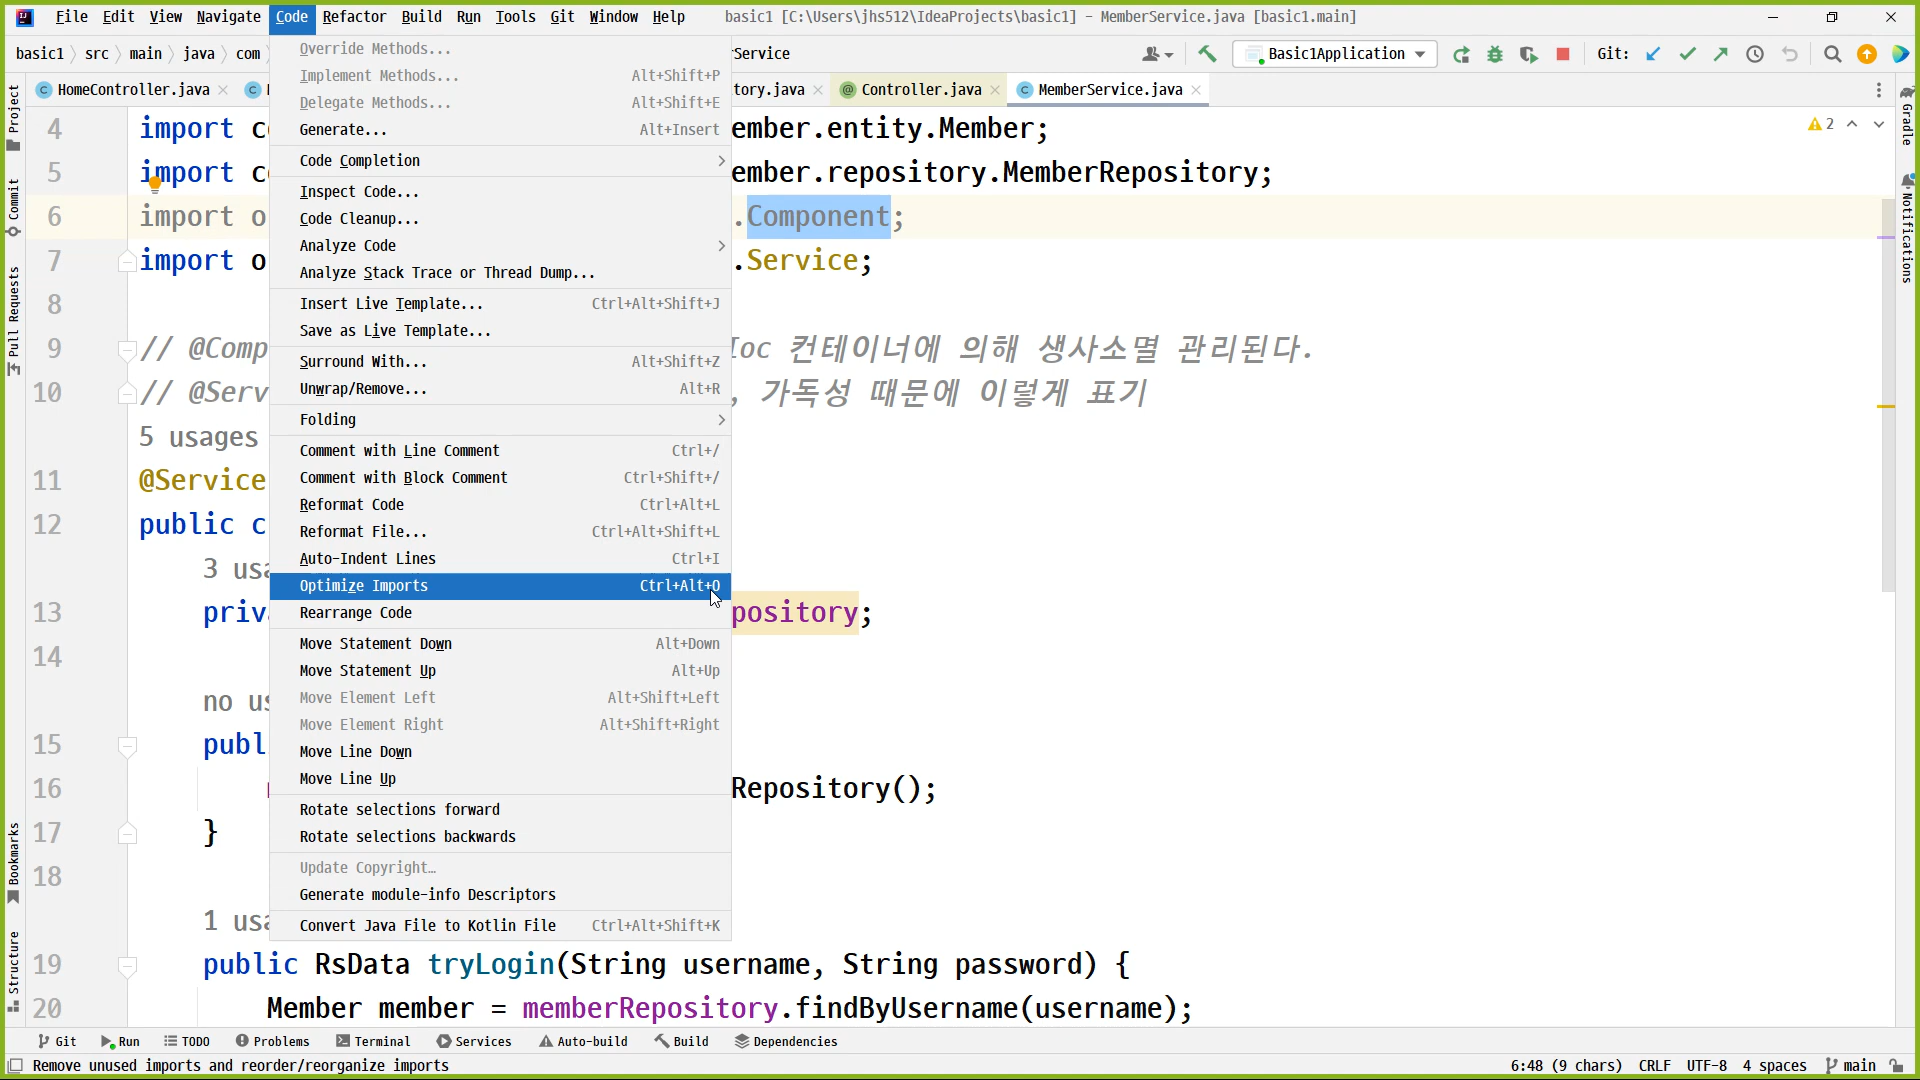 File Edit View Navigate Code Refactor Build Run Tools Git Window Help basic1 [C:\Users\jhs512\IdeaProjects\basic1] - MemberService.java [basic1.main]
basic1 src main java com Service Basic1Application Git:
HomeController.java tory.java Controller.java MemberService.java
Override Methods...
Implement Methods... Alt+Shift+P
Delegate Methods... Alt+Shift+E
Generate... Alt+Insert
Code Completion
Inspect Code...
Code Cleanup...
Analyze Code
Analyze Stack Trace or Thread Dump...
Insert Live Template... Ctrl+Alt+Shift+J
Save as Live Template...
Surround With... Alt+Shift+Z
Unwrap/Remove... Alt+R
Folding
Comment with Line Comment Ctrl+/
Comment with Block Comment Ctrl+Shift+/
Reformat Code Ctrl+Alt+L
Reformat File... Ctrl+Alt+Shift+L
Auto-Indent Lines Ctrl+I
Optimize Imports Ctrl+Alt+O
Rearrange Code
Move Statement Down Alt+Down
Move Statement Up Alt+Up
Move Element Left Alt+Shift+Left
Move Element Right Alt+Shift+Right
Move Line Down
Move Line Up
Rotate selections forward
Rotate selections backwards
Update Copyright…
Generate module-info Descriptors
Convert Java File to Kotlin File Ctrl+Alt+Shift+K
4 import co ember.entity.Member; 2
5 import co ember.repository.MemberRepository;
6 import o .Component;
7 import o .Service;
8
9 // @Comp Ioc 컨테이너에 의해 생사소멸 관리된다.
10 // @Serv , 가독성 때문에 이렇게 표기
5 usages
11 @Service
12 public c
3 usa
13 priva pository;
14
no us
15 publ
16 Repository();
17 }
18
1 usa
19 public RsData tryLogin(String username, String password) {
20 Member member = memberRepository.findByUsername(username);
Project
Commit
Pull Requests
Bookmarks
Structure
Gradle
Notifications
Git Run TODO Problems Terminal Services Auto-build Build Dependencies
Remove unused imports and reorder/reorganize imports 6:48 (9 chars) CRLF UTF-8 4 spaces main